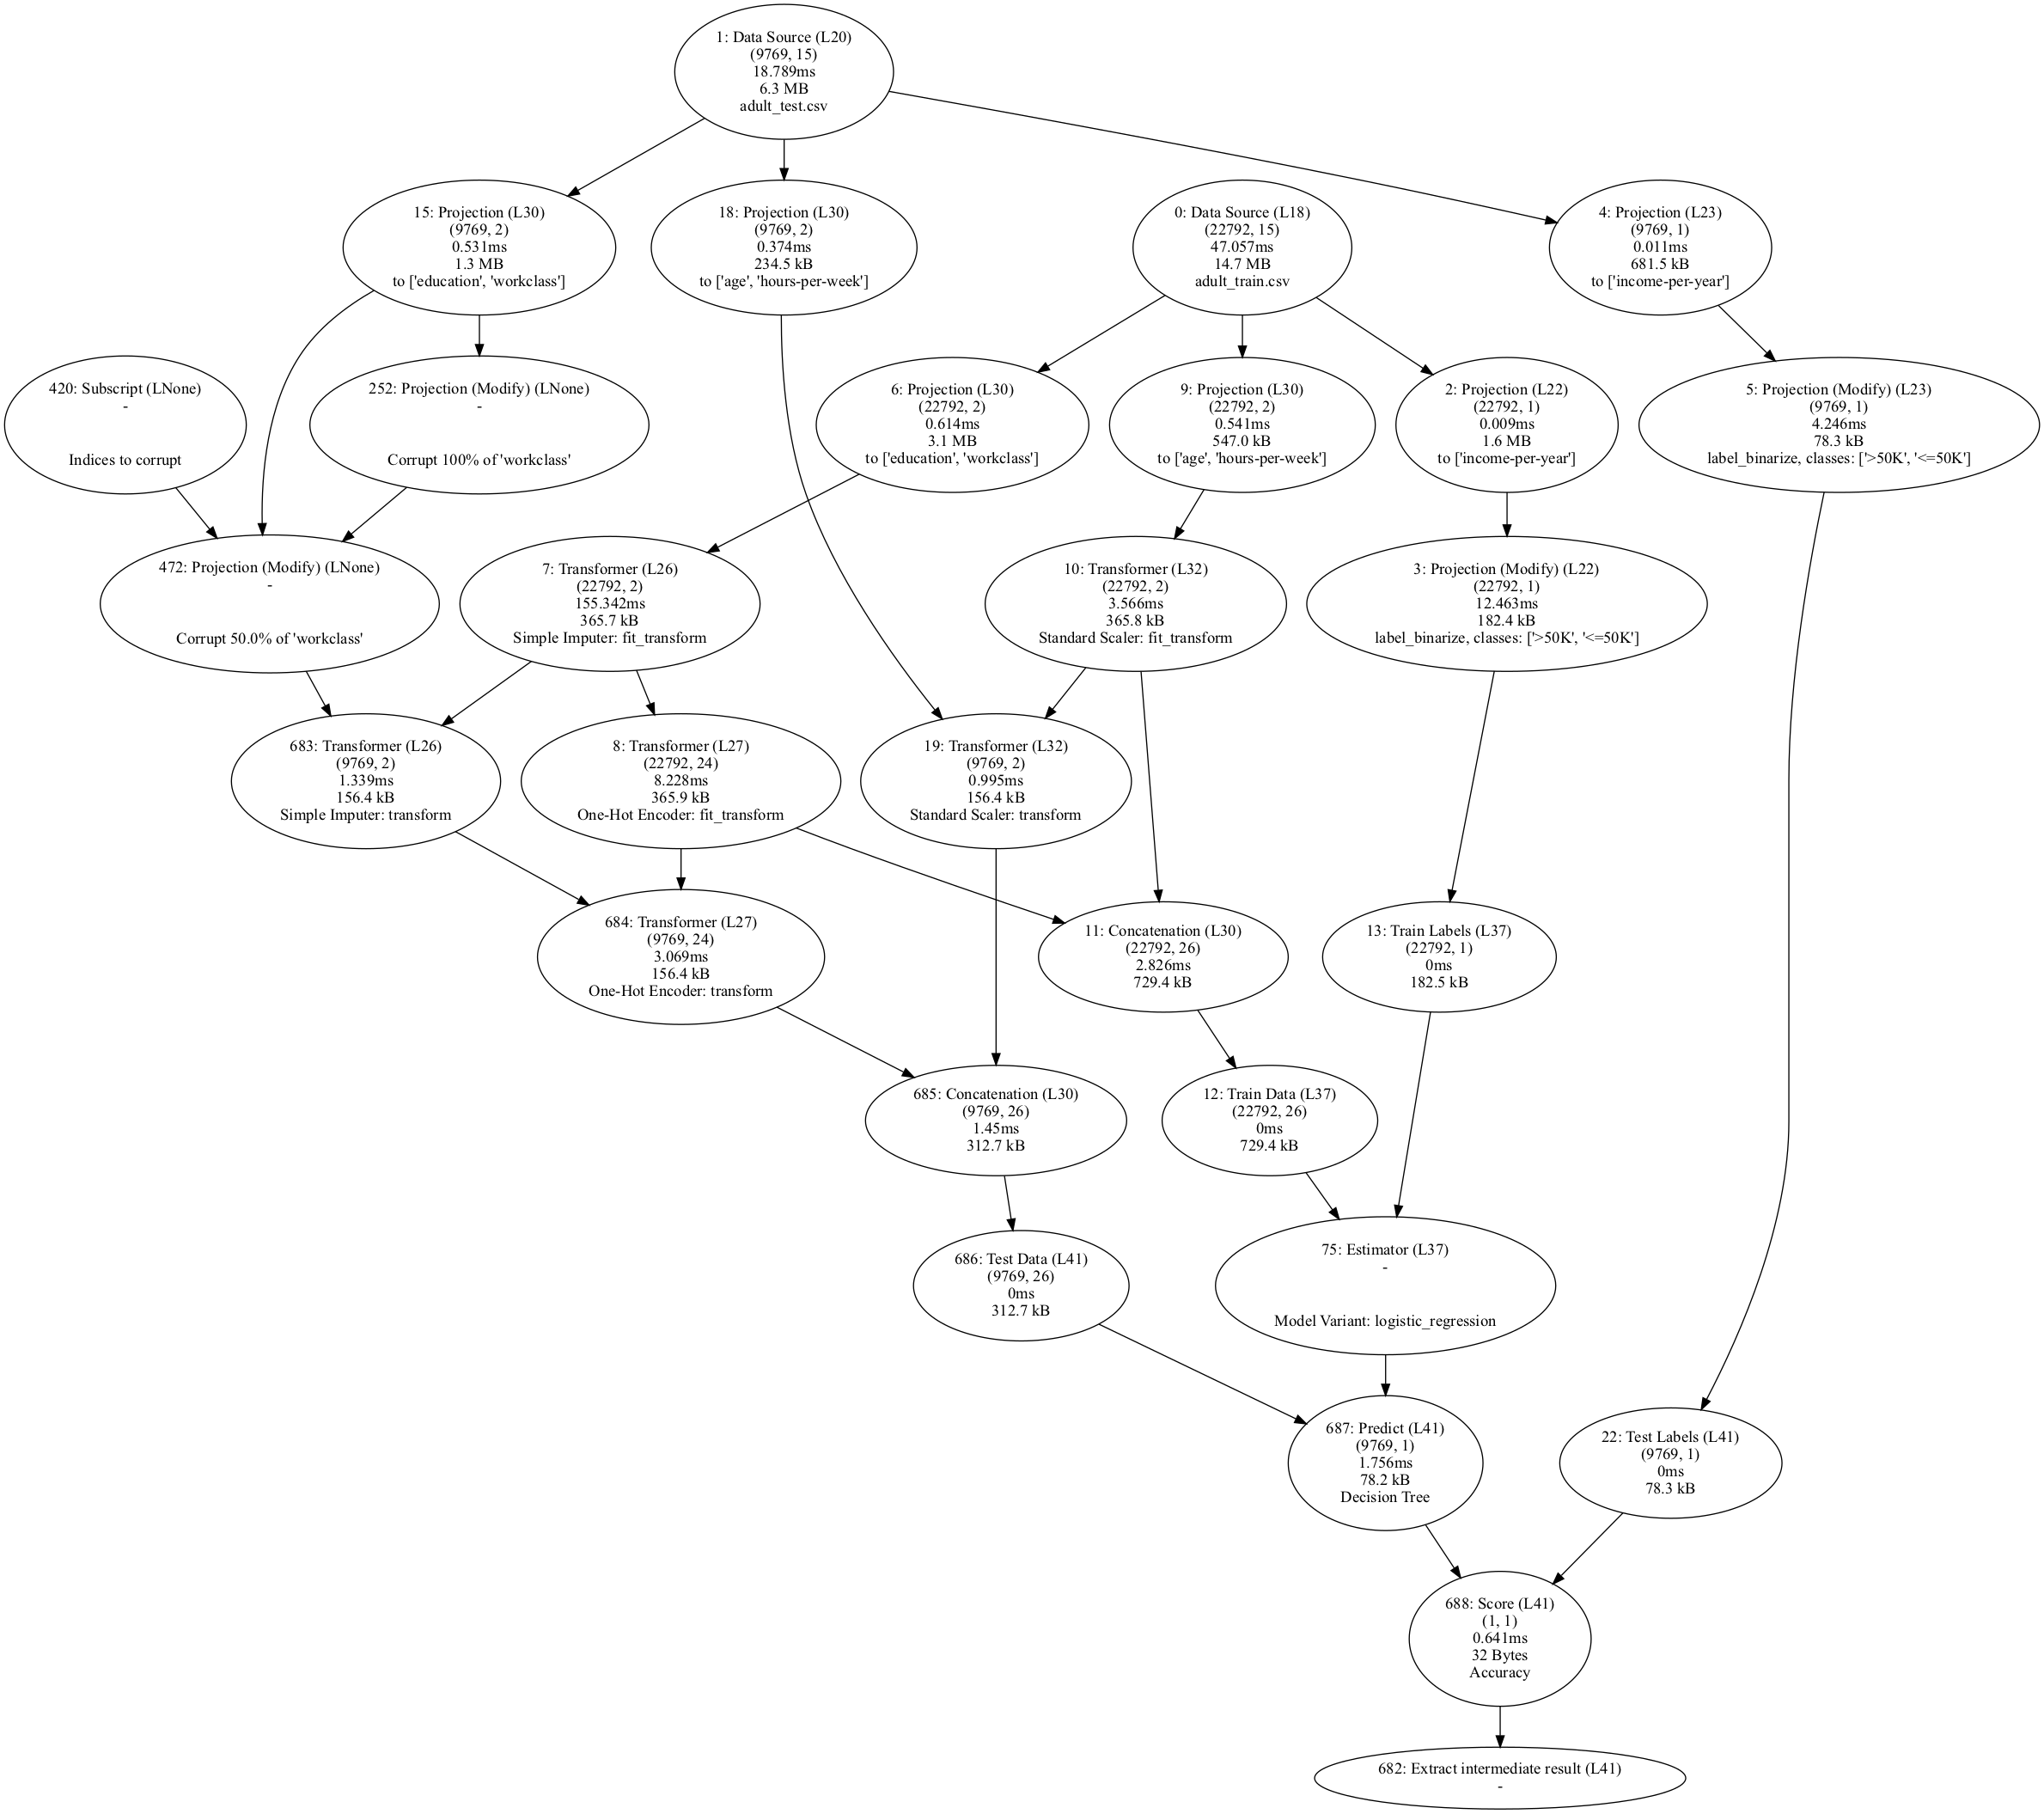 1: Data Source (L20)
(9769, 15)
18.789ms
6.3 MB
adult_test.csv
15: Projection (L30)
(9769, 2)
0.531ms
1.3 MB
to ['education', 'workclass']
18: Projection (L30)
(9769, 2)
0.374ms
234.5 kB
to ['age', 'hours-per-week']
0: Data Source (L18)
(22792, 15)
47.057ms
14.7 MB
adult_train.csv
4: Projection (L23)
(9769, 1)
0.011ms
681.5 kB
to ['income-per-year']
420: Subscript (LNone)
-
Indices to corrupt
252: Projection (Modify) (LNone)
-
Corrupt 100% of 'workclass'
6: Projection (L30)
(22792, 2)
0.614ms
3.1 MB
to ['education', 'workclass']
9: Projection (L30)
(22792, 2)
0.541ms
547.0 kB
to ['age', 'hours-per-week']
2: Projection (L22)
(22792, 1)
0.009ms
1.6 MB
to ['income-per-year']
5: Projection (Modify) (L23)
(9769, 1)
4.246ms
78.3 kB
label_binarize, classes: ['>50K', '<=50K']
472: Projection (Modify) (LNone)
-
Corrupt 50.0% of 'workclass'
7: Transformer (L26)
(22792, 2)
155.342ms
365.7 kB
Simple Imputer: fit_transform
10: Transformer (L32)
(22792, 2)
3.566ms
365.8 kB
Standard Scaler: fit_transform
3: Projection (Modify) (L22)
(22792, 1)
12.463ms
182.4 kB
label_binarize, classes: ['>50K', '<=50K']
683: Transformer (L26)
(9769, 2)
1.339ms
156.4 kB
Simple Imputer: transform
8: Transformer (L27)
(22792, 24)
8.228ms
365.9 kB
One-Hot Encoder: fit_transform
19: Transformer (L32)
(9769, 2)
0.995ms
156.4 kB
Standard Scaler: transform
684: Transformer (L27)
(9769, 24)
3.069ms
156.4 kB
One-Hot Encoder: transform
11: Concatenation (L30)
(22792, 26)
2.826ms
729.4 kB
13: Train Labels (L37)
(22792, 1)
0ms
182.5 kB
685: Concatenation (L30)
(9769, 26)
1.45ms
312.7 kB
12: Train Data (L37)
(22792, 26)
0ms
729.4 kB
686: Test Data (L41)
(9769, 26)
0ms
312.7 kB
75: Estimator (L37)
-
Model Variant: logistic_regression
687: Predict (L41)
(9769, 1)
1.756ms
78.2 kB
Decision Tree
22: Test Labels (L41)
(9769, 1)
0ms
78.3 kB
688: Score (L41)
(1, 1)
0.641ms
32 Bytes
Accuracy
682: Extract intermediate result (L41)
-